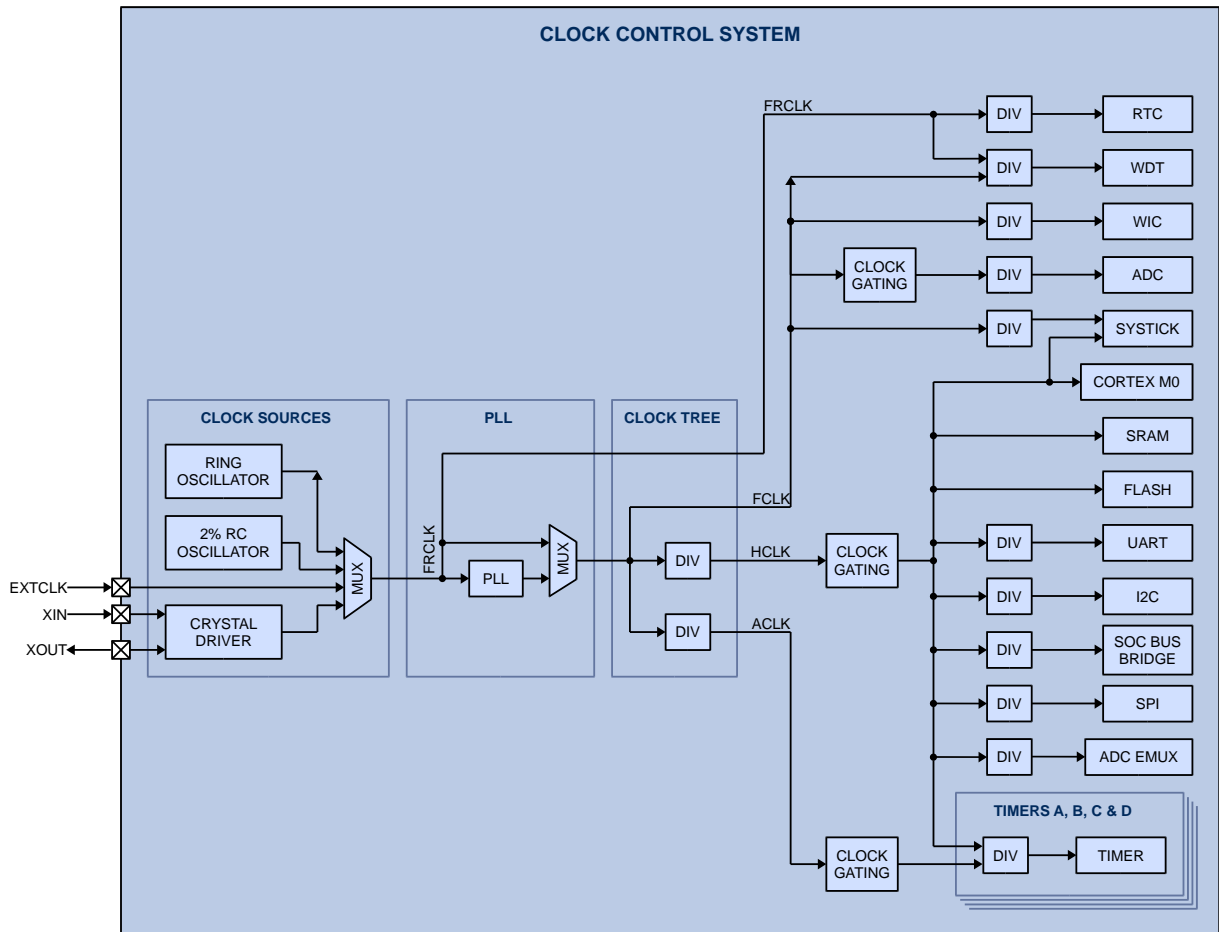 CLOCK CONTROL SYSTEM
FRCLK
DIV
RTC
DIV
WDT
DIV
WIC
CLOCK
GATING
DIV
ADC
DIV
SYSTICK
CORTEX M0
CLOCK SOURCES
PLL
CLOCK TREE
SRAM
RING
OSCILLATOR
FLASH
FCLK
2% RC
OSCILLATOR
MUX
FRCLK
PLL
MUX
DIV
HCLK
CLOCK
GATING
DIV
UART
EXTCLK
XIN
XOUT
CRYSTAL
DRIVER
DIV
ACLK
DIV
I2C
DIV
SOC BUS
BRIDGE
DIV
SPI
DIV
ADC EMUX
TIMERS A, B, C & D
CLOCK
GATING
DIV
TIMER